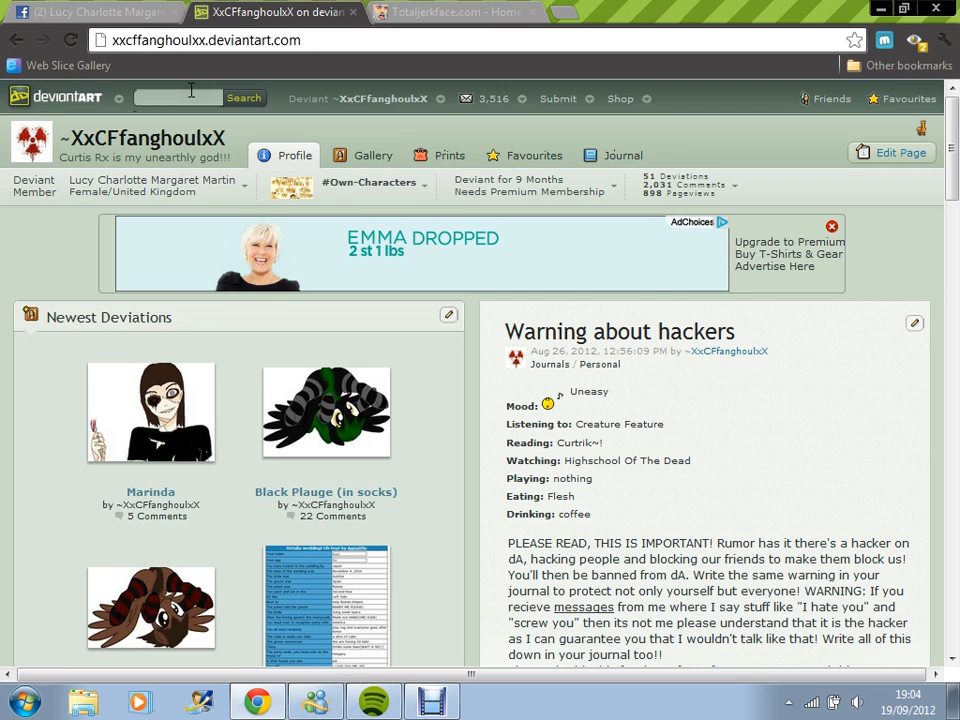 (2) Lucy Charlotte Margare
XxCFfanghoulxX on devian
Totaljerkface.com - Home
xxcffanghoulxx.deviantart.com
2
Web Slice Gallery
Other bookmarks
deviantART
Search
Deviant ~XxCFfanghoulxX
3,516
Submit
Shop
Friends
Favourites
~XxCFfanghoulxX
Curtis Rx is my unearthly god!!!
Profile
Gallery
Prints
Favourites
Journal
Edit Page
Deviant
Member
Lucy Charlotte Margaret Martin
Female/United Kingdom
#Own-Characters
Deviant for 9 Months
Needs Premium Membership
51 Deviations
2,031 Comments
898 Pageviews
AdChoices
EMMA DROPPED
2 st 1 lbs
Upgrade to Premium
Buy T-Shirts & Gear
Advertise Here
Newest Deviations
Marinda
by ~XxCFfanghoulxX
5 Comments
Black Plauge (in socks)
by ~XxCFfanghoulxX
22 Comments
Warning about hackers
Aug 26, 2012, 12:56:09 PM by ~XxCFfanghoulxX
Journals / Personal
Mood: Uneasy
Listening to: Creature Feature
Reading: Curtrik~!
Watching: Highschool Of The Dead
Playing: nothing
Eating: Flesh
Drinking: coffee
PLEASE READ, THIS IS IMPORTANT! Rumor has it there's a hacker on
dA, hacking people and blocking our friends to make them block us!
You'll then be banned from dA. Write the same warning in your
journal to protect not only yourself but everyone! WARNING: If you
recieve messages from me where I say stuff like "I hate you" and
"screw you" then its not me please understand that it is the hacker
as I can guarantee you that I wouldn't talk like that! Write all of this
down in your journal too!!
19:04
19/09/2012